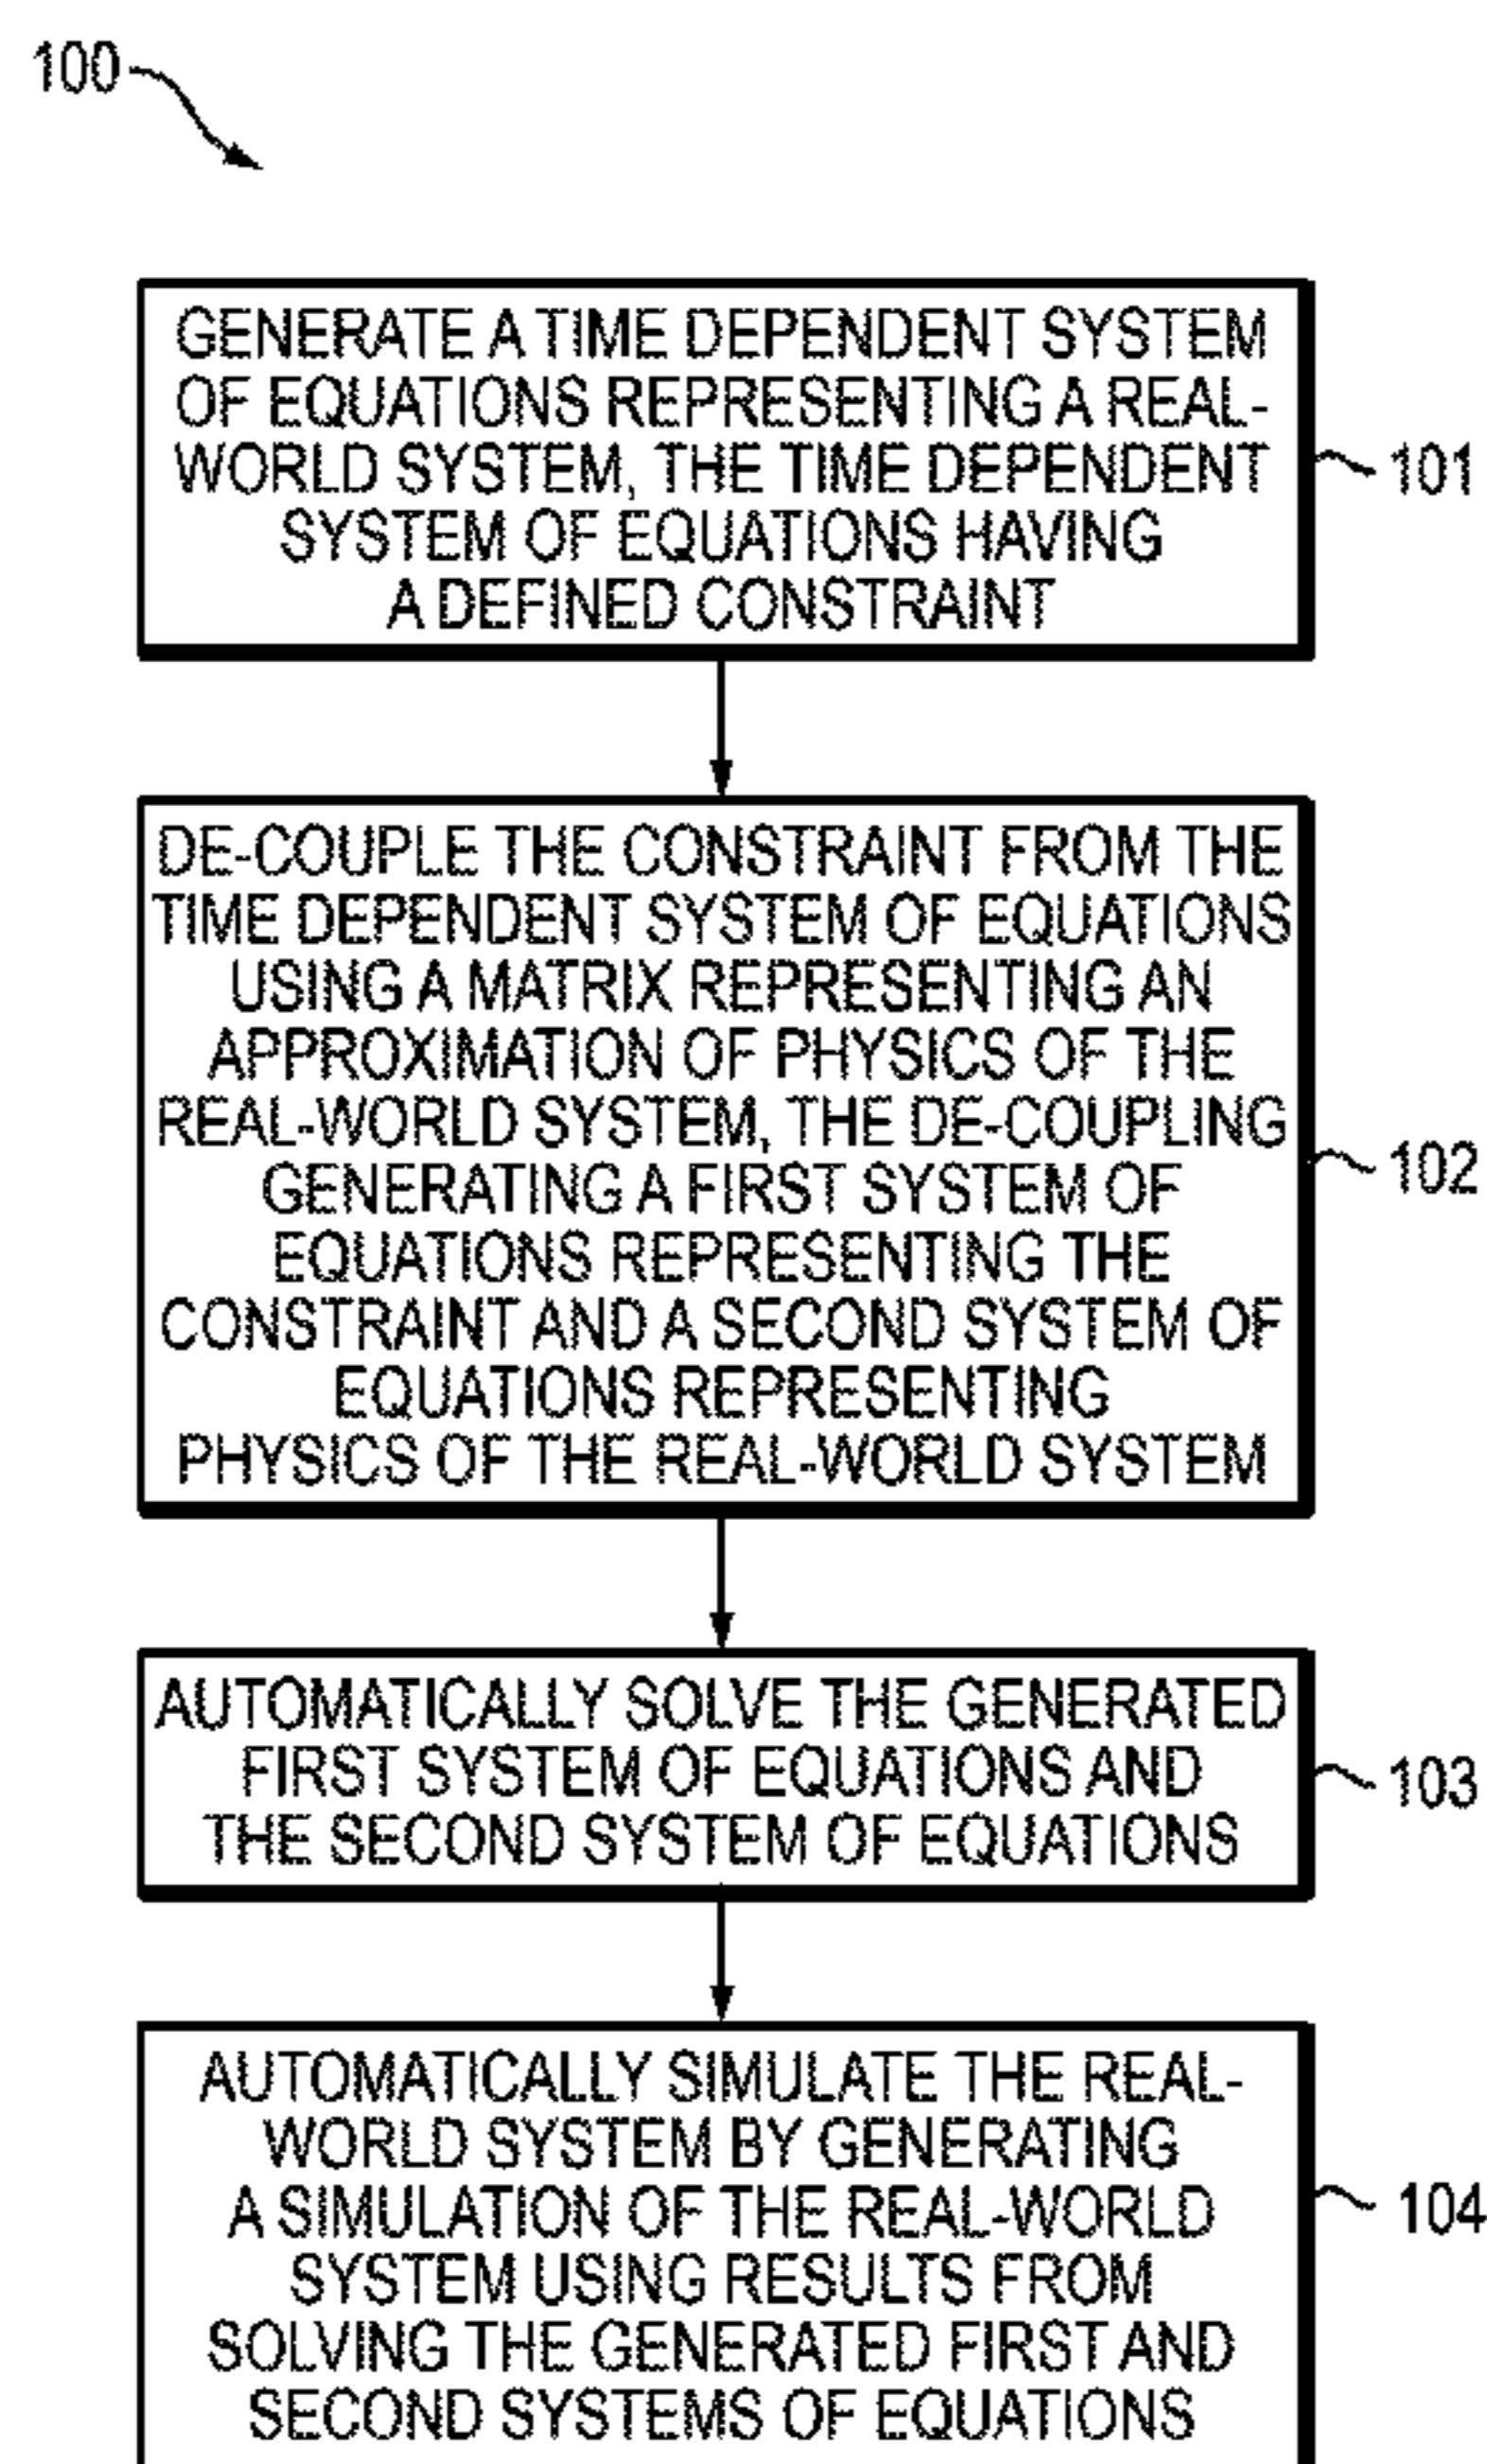 100
GENERATE A TIME DEPENDENT SYSTEM
OF EQUATIONS REPRESENTING A REAL-
WORLD SYSTEM, THE TIME DEPENDENT
SYSTEM OF EQUATIONS HAVING
A DEFINED CONSTRAINT
101
DE-COUPLE THE CONSTRAINT FROM THE
TIME DEPENDENT SYSTEM OF EQUATIONS
USING A MATRIX REPRESENTING AN
APPROXIMATION OF PHYSICS OF THE
REAL-WORLD SYSTEM, THE DE-COUPLING
GENERATING A FIRST SYSTEM OF
EQUATIONS REPRESENTING THE
CONSTRAINT AND A SECOND SYSTEM OF
EQUATIONS REPRESENTING
PHYSICS OF THE REAL-WORLD SYSTEM
102
AUTOMATICALLY SOLVE THE GENERATED
FIRST SYSTEM OF EQUATIONS AND
THE SECOND SYSTEM OF EQUATIONS
103
AUTOMATICALLY SIMULATE THE REAL-
WORLD SYSTEM BY GENERATING
A SIMULATION OF THE REAL-WORLD
SYSTEM USING RESULTS FROM
SOLVING THE GENERATED FIRST AND
SECOND SYSTEMS OF EQUATIONS
104